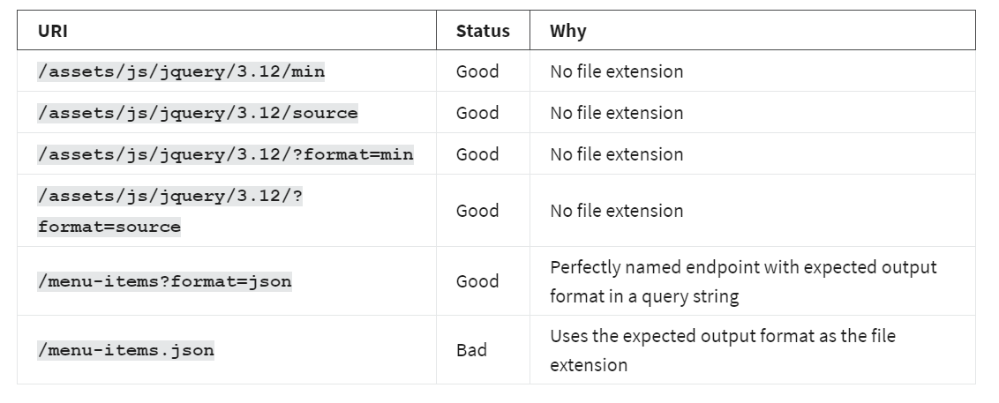 URI Status Why
/assets/js/jquery/3.12/min Good No file extension
/assets/js/jquery/3.12/source Good No file extension
/assets/js/jquery/3.12/?format=min Good No file extension
/assets/js/jquery/3.12/?
format=source Good No file extension
/menu-items?format=json Good Perfectly named endpoint with expected output
format in a query string
/menu-items.json Bad Uses the expected output format as the file
extension